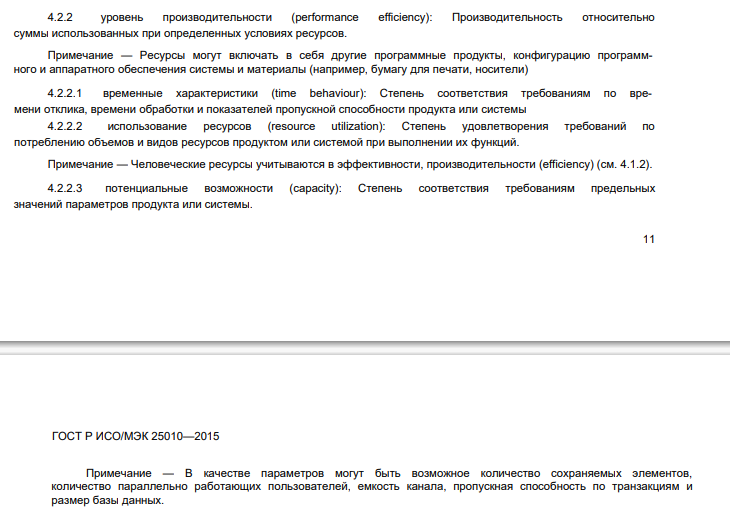 4.2.2 уровень производительности (performance efficiency): Производительность относительно
суммы использованных при определенных условиях ресурсов.
Примечание — Ресурсы могут включать в себя другие программные продукты, конфигурацию программ-
ного и аппаратного обеспечения системы и материалы (например, бумагу для печати, носители)
4.2.2.1 временные характеристики (time behaviour): Степень соответствия требованиям по вре-
мени отклика, времени обработки и показателей пропускной способности продукта или системы
4.2.2.2 использование ресурсов (resource utilization): Степень удовлетворения требований по
потреблению объемов и видов ресурсов продуктом или системой при выполнении их функций.
Примечание — Человеческие ресурсы учитываются в эффективности, производительности (efficiency) (см. 4.1.2).
4.2.2.3 потенциальные возможности (capacity): Степень соответствия требованиям предельных
значений параметров продукта или системы.
11
ГОСТ Р ИСО/МЭК 25010—2015
Примечание — В качестве параметров могут быть возможное количество сохраняемых элементов,
количество параллельно работающих пользователей, емкость канала, пропускная способность по транзакциям и
размер базы данных.